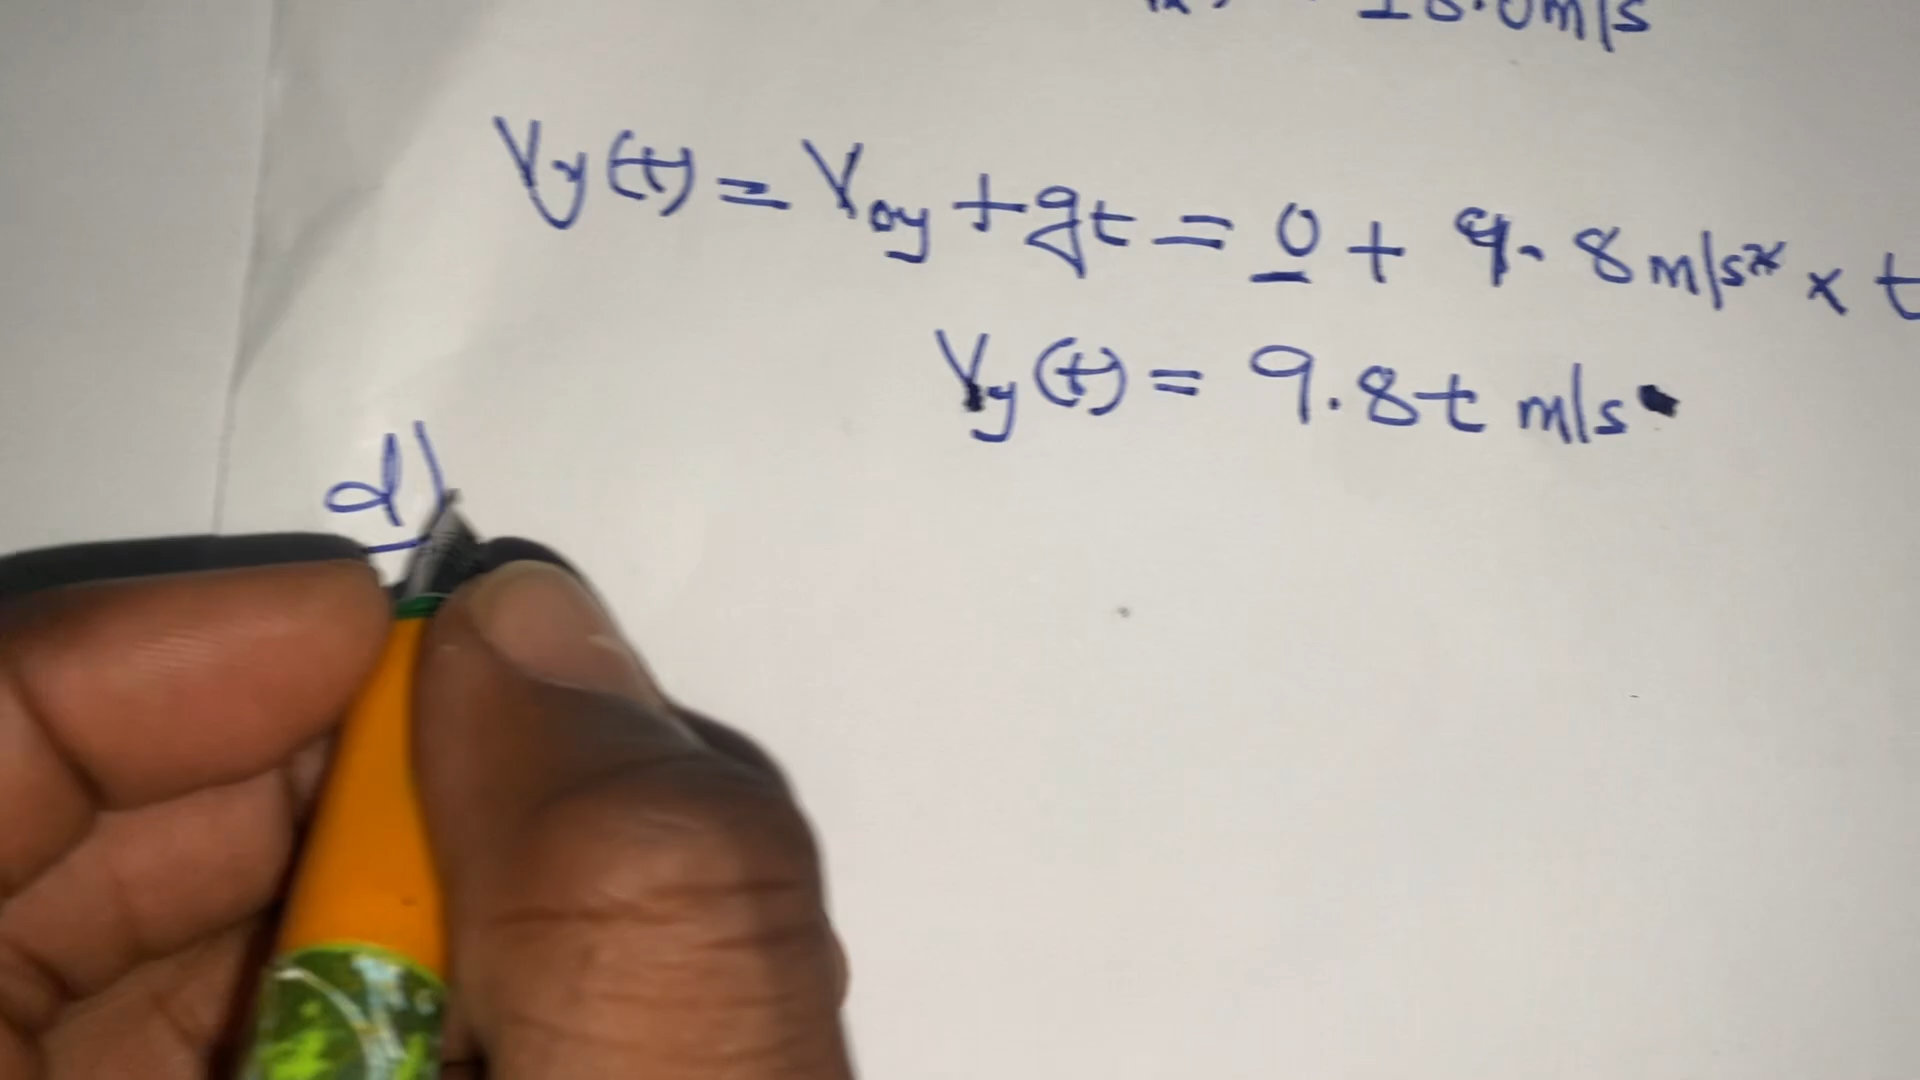 m/s
Vy(t) = Voy + gt = 0 + 9.8 m/s² × t
Vy(t) = 9.8t m/s
d)